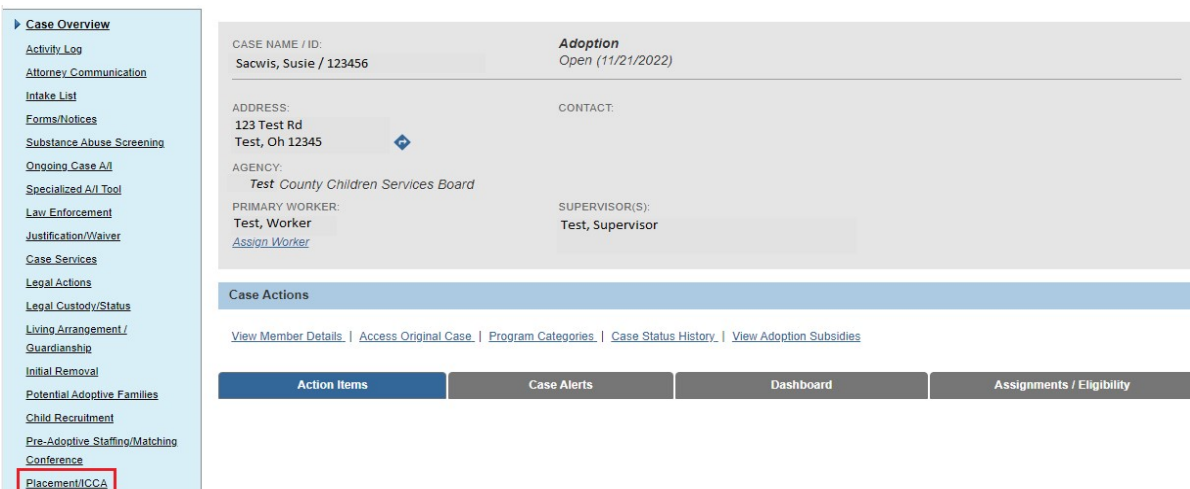 Case Overview
Activity Log
Attorney Communication
Intake List
Forms/Notices
Substance Abuse Screening
Ongoing Case A/I
Specialized A/I Tool
Law Enforcement
Justification/Waiver
Case Services
Legal Actions
Legal Custody/Status
Living Arrangement /
Guardianship
Initial Removal
Potential Adoptive Families
Child Recruitment
Pre-Adoptive Staffing/Matching
Conference
Placement/ICCA
CASE NAME / ID:
Sacwis, Susie / 123456
Adoption
Open (11/21/2022)
ADDRESS:
123 Test Rd
Test, Oh 12345
CONTACT:
AGENCY:
Test County Children Services Board
PRIMARY WORKER:
Test, Worker
Assign Worker
SUPERVISOR(S):
Test, Supervisor
Case Actions
View Member Details | Access Original Case | Program Categories | Case Status History | View Adoption Subsidies
Action Items Case Alerts Dashboard Assignments / Eligibility